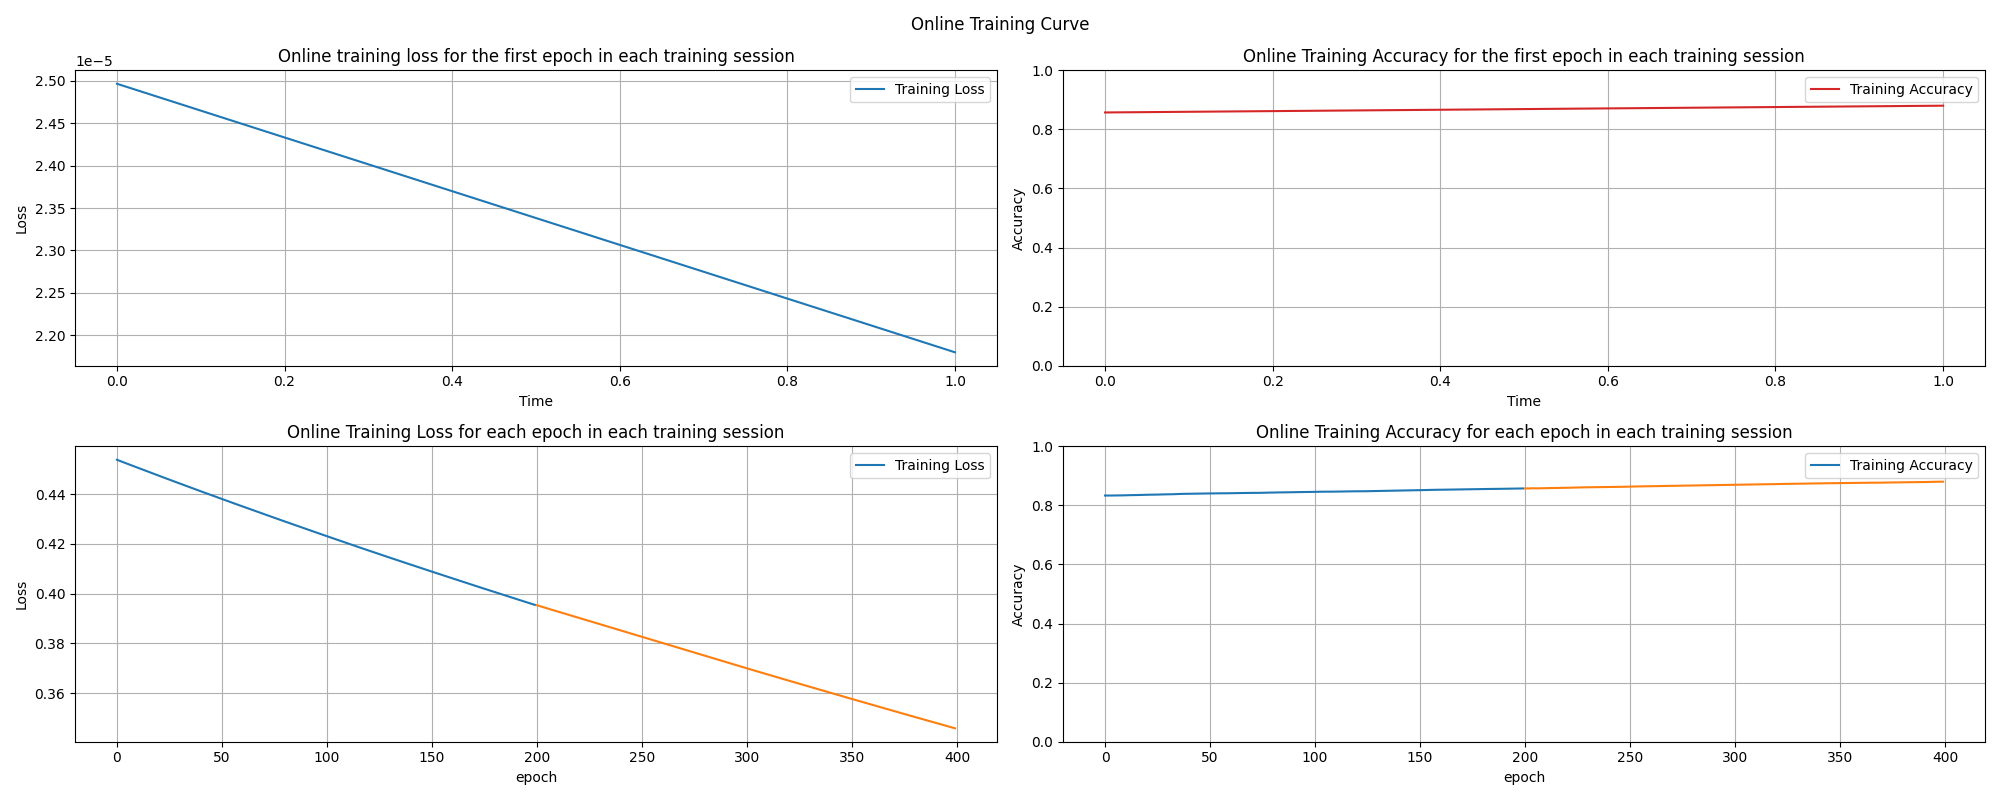 Online Training Curve
Online training loss for the first epoch in each training session
1e−5
2.50
2.45
2.40
2.35
2.30
2.25
2.20
Loss
Training Loss
0.0 0.2 0.4 0.6 0.8 1.0
Time
Online Training Accuracy for the first epoch in each training session
1.0
0.8
0.6
0.4
0.2
0.0
Accuracy
Training Accuracy
0.0 0.2 0.4 0.6 0.8 1.0
Time
Online Training Loss for each epoch in each training session
0.44
0.42
0.40
0.38
0.36
Loss
Training Loss
0 50 100 150 200 250 300 350 400
epoch
Online Training Accuracy for each epoch in each training session
1.0
0.8
0.6
0.4
0.2
0.0
Accuracy
Training Accuracy
0 50 100 150 200 250 300 350 400
epoch